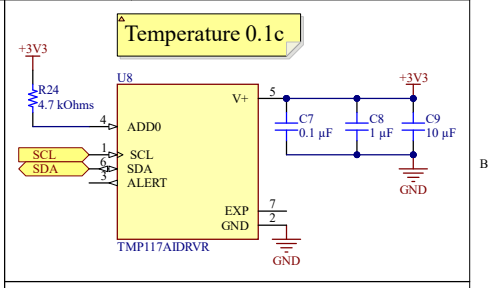 Temperature 0.1c
+3V3
R24
4.7 kOhms
U8
4
ADD0
SCL
1
SCL
SDA
6
SDA
3
ALERT
V+
5
+3V3
C7
0.1 µF
C8
1 µF
C9
10 µF
GND
EXP
7
GND
2
GND
TMP117AIDRVR
B